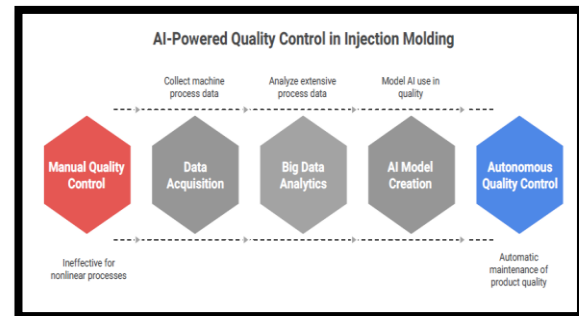 AI-Powered Quality Control in Injection Molding
Collect machine
process data
Analyze extensive
process data
Model AI use in
quality
Manual Quality
Control
Data
Acquisition
Big Data
Analytics
AI Model
Creation
Autonomous
Quality Control
Ineffective for
nonlinear processes
Automatic
maintenance of
product quality